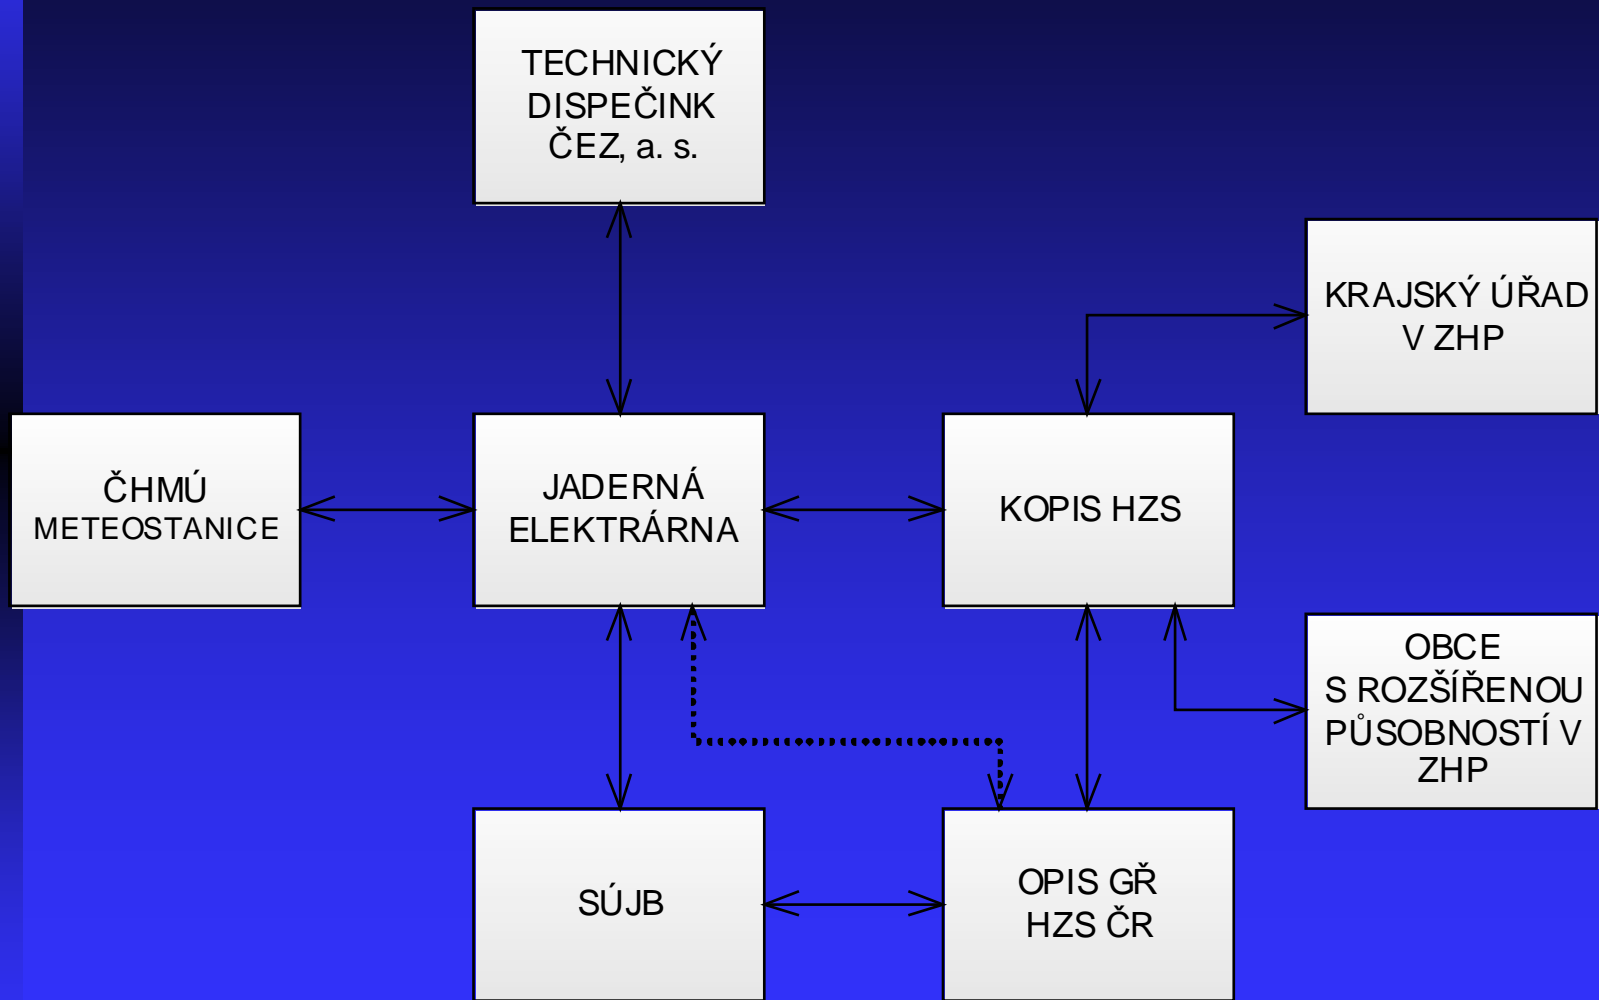 TECHNICKÝ
DISPEČINK
ČEZ, a. s.
KRAJSKÝ ÚŘAD
V ZHP
ČHMÚ
METEOSTANICE
JADERNÁ
ELEKTRÁRNA
KOPIS HZS
OBCE
S ROZŠÍŘENOU
PŮSOBNOSTÍ V
ZHP
SÚJB
OPIS GŘ
HZS ČR